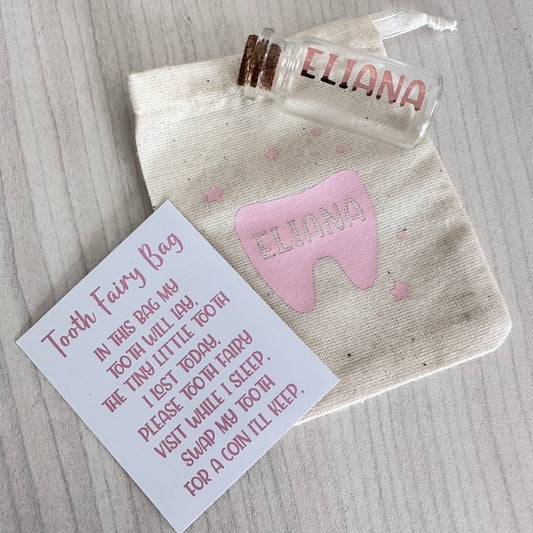 ELIANA
ELIANA
Tooth Fairy Bag
IN THIS BAG MY
TOOTH WILL LAY,
THE TINY LITTLE TOOTH
I LOST TODAY.
PLEASE TOOTH FAIRY
VISIT WHILE I SLEEP,
SWAP MY TOOTH
FOR A COIN I'LL KEEP.